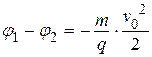 φ₁ − φ₂ = − m/q · v₀²/2